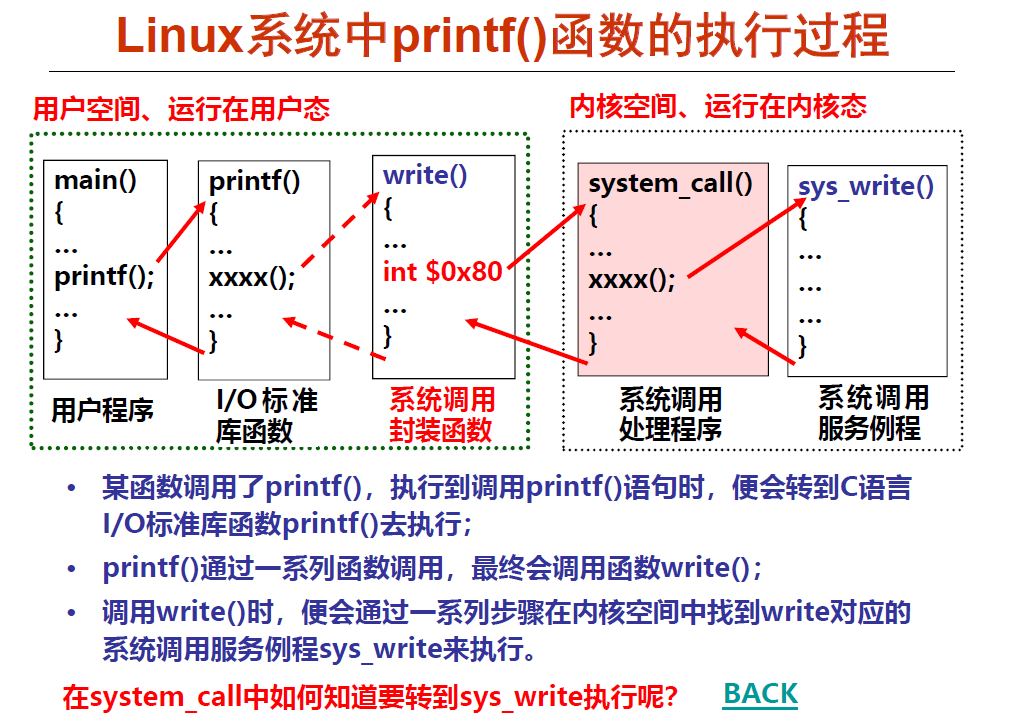 Linux系统中printf()函数的执行过程
用户空间、运行在用户态
内核空间、运行在内核态
main()
{
...
printf();
...
}
用户程序
printf()
{
...
xxxx();
...
}
I/O标准
库函数
write()
{
...
int $0x80
...
}
系统调用
封装函数
system_call()
{
...
xxxx();
...
}
系统调用
处理程序
sys_write()
{
...
...
...
}
系统调用
服务例程
• 某函数调用了printf()，执行到调用printf()语句时，便会转到C语言
I/O标准库函数printf()去执行；
• printf()通过一系列函数调用，最终会调用函数write()；
• 调用write()时，便会通过一系列步骤在内核空间中找到write对应的
系统调用服务例程sys_write来执行。
在system_call中如何知道要转到sys_write执行呢？
BACK